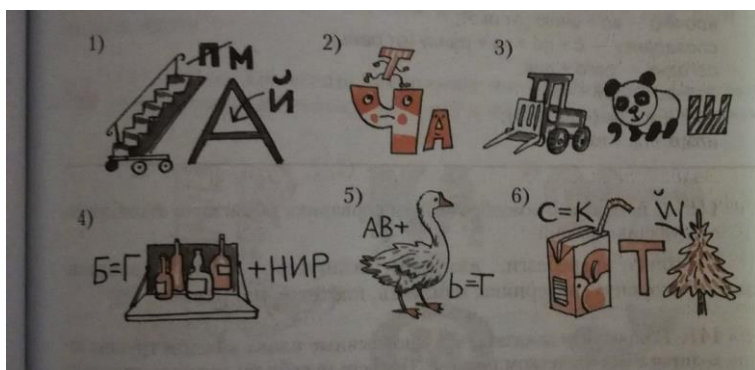 1)
ПМ
А
Й
2)
Т
Ч
А
3)
Ш
4)
Б=Г
+НИР
5)
АВ+
Ь=Т
6)
С=К
Т
Й